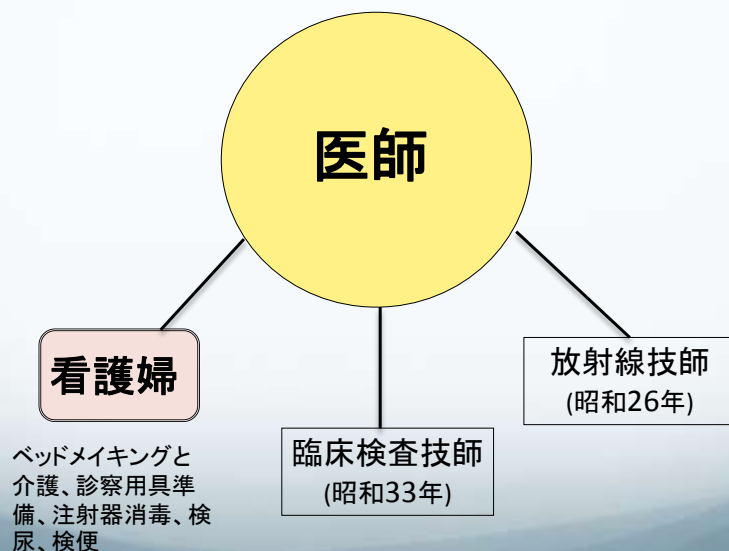 医師
看護婦
放射線技師
(昭和26年)
臨床検査技師
(昭和33年)
ベッドメイキングと
介護、診察用具準
備、注射器消毒、検
尿、検便